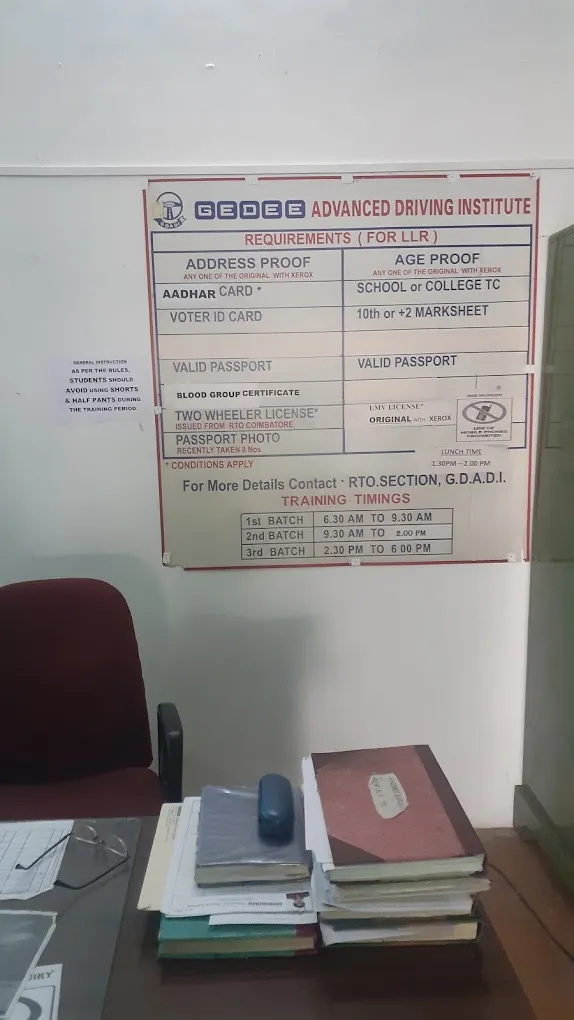 GEDEE ADVANCED DRIVING INSTITUTE
REQUIREMENTS ( FOR LLR )
ADDRESS PROOF
ANY ONE OF THE ORIGINAL WITH XEROX
AADHAR CARD *
VOTER ID CARD
VALID PASSPORT
BLOOD GROUP CERTIFICATE
TWO WHEELER LICENSE*
ISSUED FROM RTO COIMBATORE
PASSPORT PHOTO
RECENTLY TAKEN 8 Nos
* CONDITIONS APPLY
AGE PROOF
ANY ONE OF THE ORIGINAL WITH XEROX
SCHOOL or COLLEGE TC
10th or +2 MARKSHEET
VALID PASSPORT
LMV LICENSE*
ORIGINAL WITH XEROX
USE OF
MOBILE PHONES
PROHIBITED
LUNCH TIME
1.30PM – 2.00 PM
For More Details Contact · RTO.SECTION, G.D.A.D.I.
TRAINING TIMINGS
1st BATCH 6.30 AM TO 9.30 AM
2nd BATCH 9.30 AM TO 2.00 PM
3rd BATCH 2.30 PM TO 6 00 PM
GENERAL INSTRUCTION
AS PER THE RULES,
STUDENTS SHOULD
AVOID USING SHORTS
& HALF PANTS DURING
THE TRAINING PERIOD